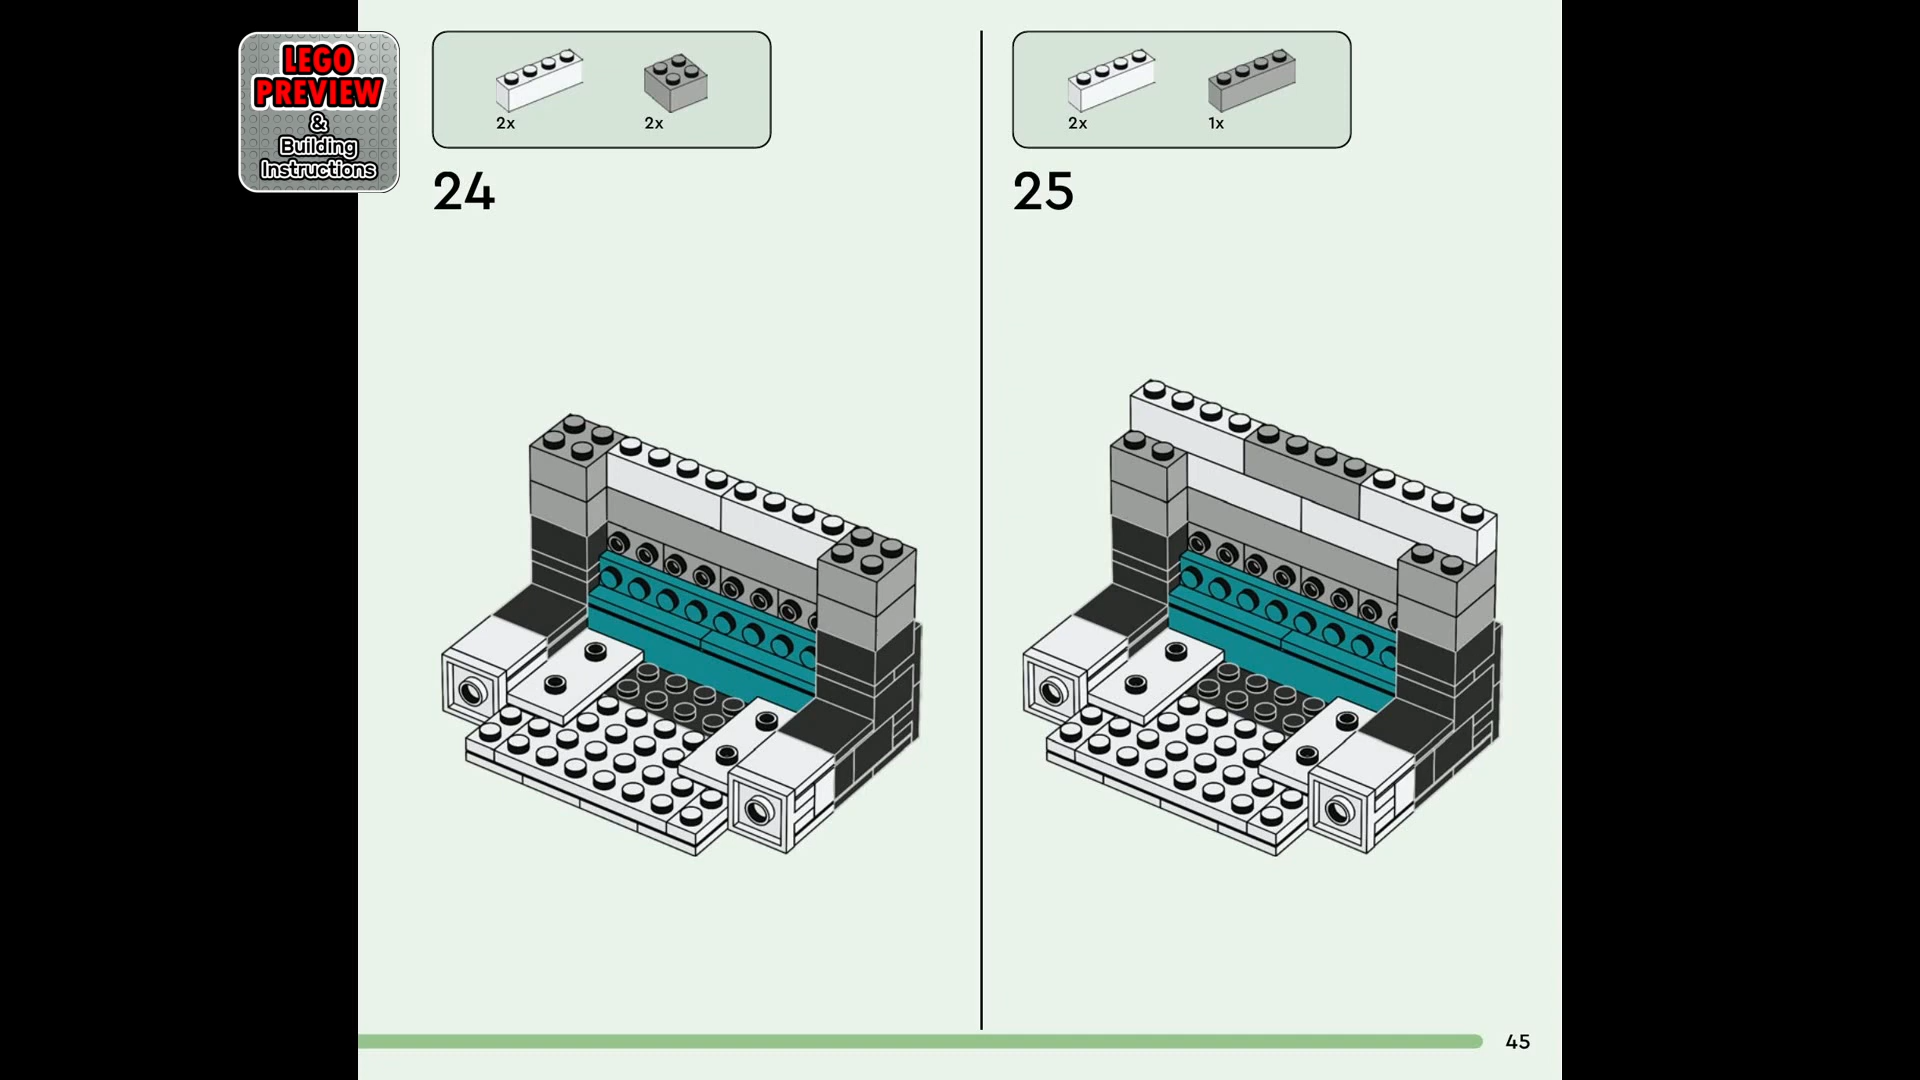 LEGO
PREVIEW
&
Building
Instructions
2x
2x
24
2x
1x
25
45